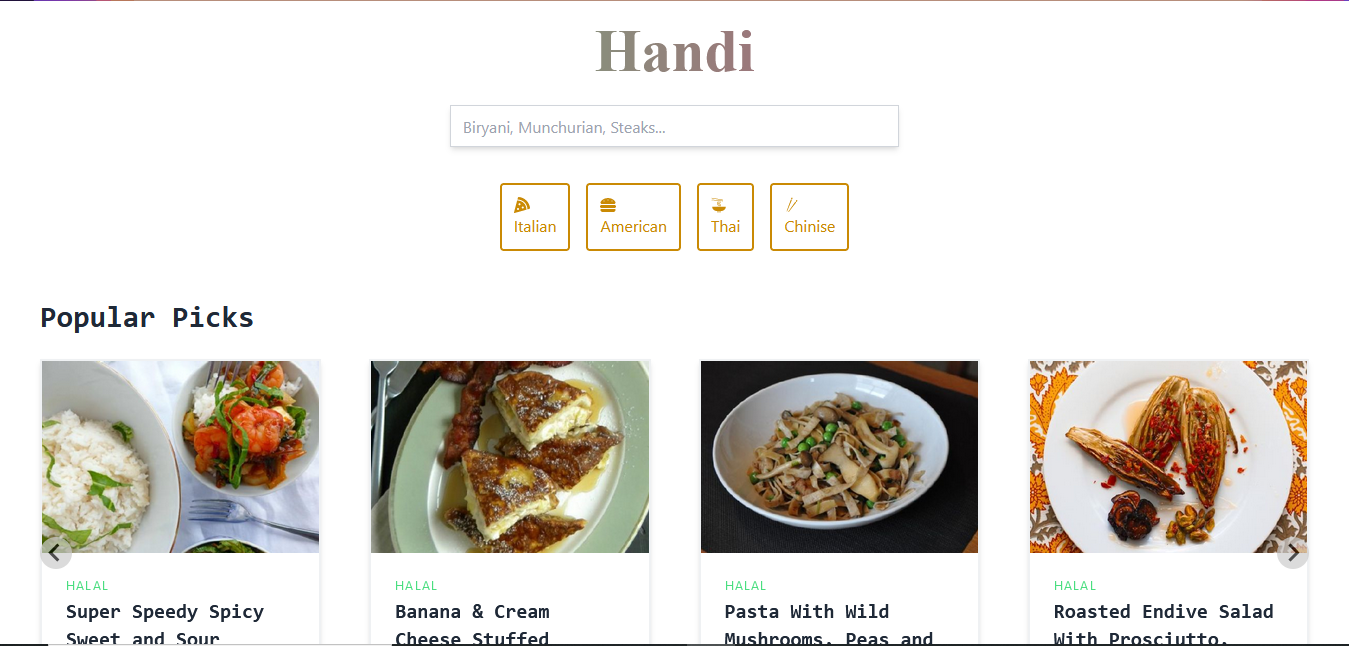 Handi
Biryani, Munchurian, Steaks...
Italian
American
Thai
Chinise
Popular Picks
HALAL
Super Speedy Spicy
Sweet and Sour
HALAL
Banana & Cream
Cheese Stuffed
HALAL
Pasta With Wild
Mushrooms, Peas and
HALAL
Roasted Endive Salad
With Prosciutto,